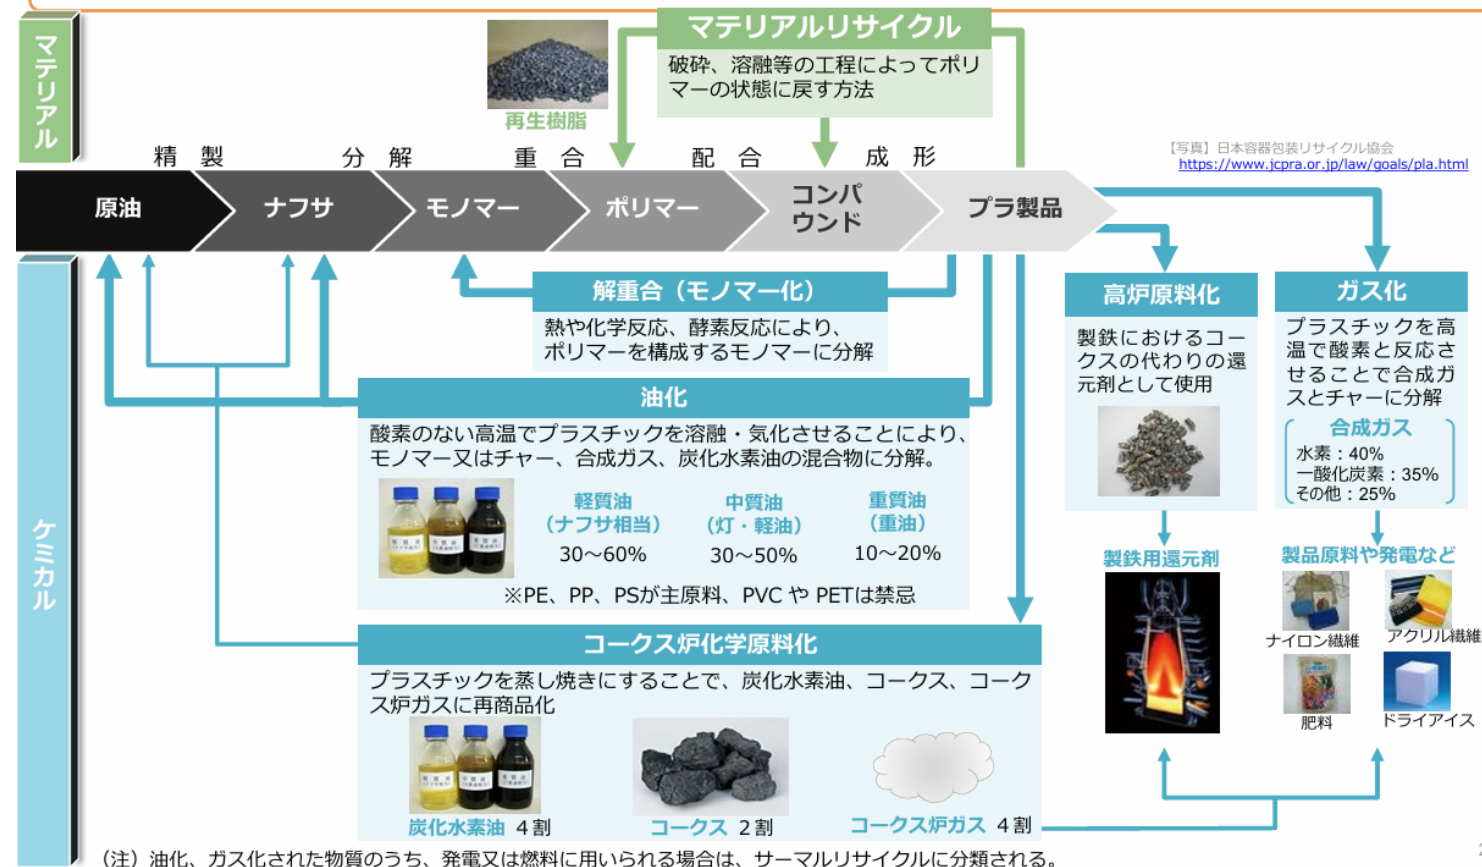 マテリアル
マテリアルリサイクル
破砕、溶融等の工程によってポリ
マーの状態に戻す方法
再生樹脂
精 製
分 解
重 合
配 合
成 形
【写真】日本容器包装リサイクル協会
https://www.jcpra.or.jp/law/goals/pla.html
原油
ナフサ
モノマー
ポリマー
コンパ
ウンド
プラ製品
ケミカル
解重合（モノマー化）
熱や化学反応、酵素反応により、
ポリマーを構成するモノマーに分解
油化
酸素のない高温でプラスチックを溶融・気化させることにより、
モノマー又はチャー、合成ガス、炭化水素油の混合物に分解。
軽質油
（ナフサ相当）
30～60%
中質油
（灯・軽油）
30～50%
重質油
（重油）
10～20%
※PE、PP、PSが主原料、PVC や PETは禁忌
コークス炉化学原料化
プラスチックを蒸し焼きにすることで、炭化水素油、コークス、コーク
ス炉ガスに再商品化
炭化水素油 ４割
コークス ２割
コークス炉ガス ４割
高炉原料化
製鉄におけるコー
クスの代わりの還
元剤として使用
製鉄用還元剤
ガス化
プラスチックを高
温で酸素と反応さ
せることで合成ガ
スとチャーに分解
合成ガス
水素：40%
一酸化炭素：35%
その他：25%
製品原料や発電など
ナイロン繊維
アクリル繊維
肥料
ドライアイス
（注）油化、ガス化された物質のうち、発電又は燃料に用いられる場合は、サーマルリサイクルに分類される。